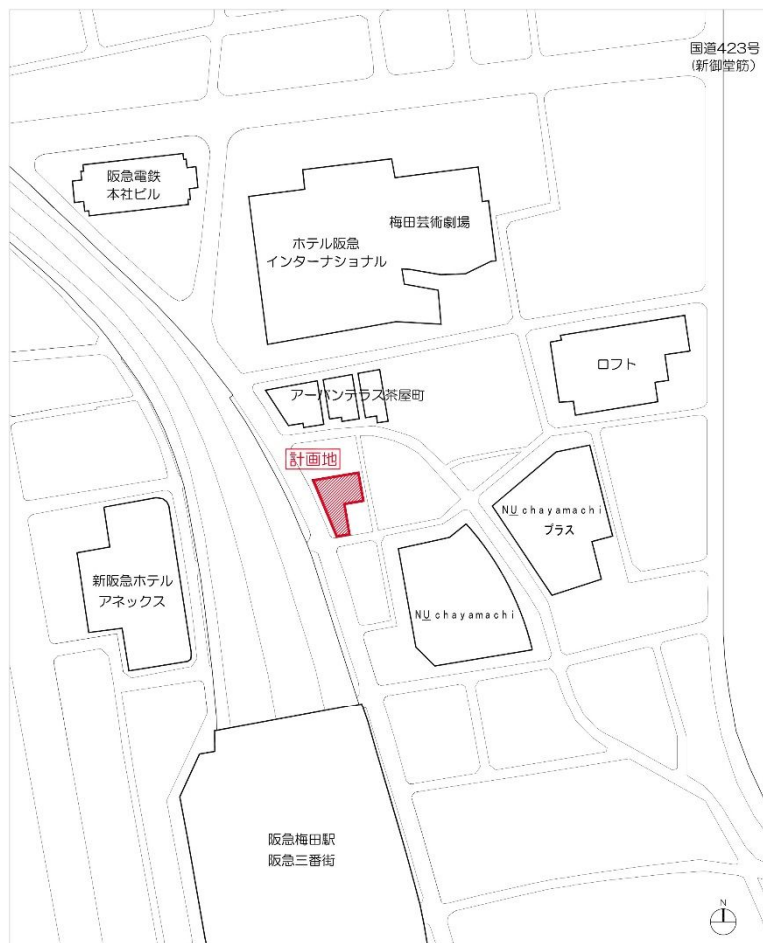 国道423号
(新御堂筋)
阪急電鉄
本社ビル
梅田芸術劇場
ホテル阪急
インターナショナル
ロフト
アーバンテラス茶屋町
計画地
NU chayamachi
プラス
新阪急ホテル
アネックス
NU chayamachi
阪急梅田駅
阪急三番街
N